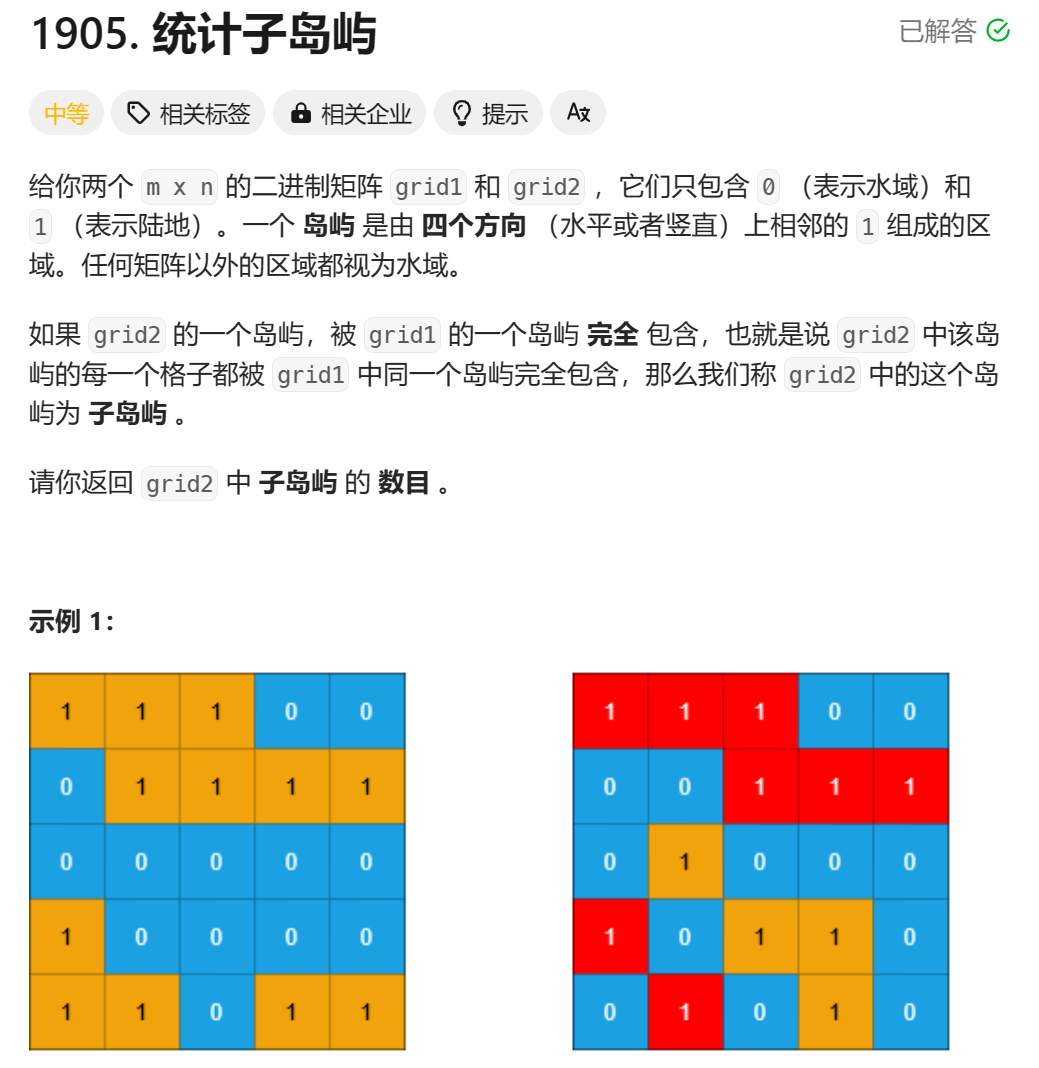 1905. 统计子岛屿
已解答
中等 相关标签 相关企业 提示
给你两个 m x n 的二进制矩阵 grid1 和 grid2 ，它们只包含 0 （表示水域）和
1 （表示陆地）。一个 岛屿 是由 四个方向 （水平或者竖直）上相邻的 1 组成的区
域。任何矩阵以外的区域都视为水域。
如果 grid2 的一个岛屿，被 grid1 的一个岛屿 完全 包含，也就是说 grid2 中该岛
屿的每一个格子都被 grid1 中同一个岛屿完全包含，那么我们称 grid2 中的这个岛
屿为 子岛屿 。
请你返回 grid2 中 子岛屿 的 数目 。
示例 1：
1 1 1 0 0
0 1 1 1 1
0 0 0 0 0
1 0 0 0 0
1 1 0 1 1
1 1 1 0 0
0 0 1 1 1
0 1 0 0 0
1 0 1 1 0
0 1 0 1 0